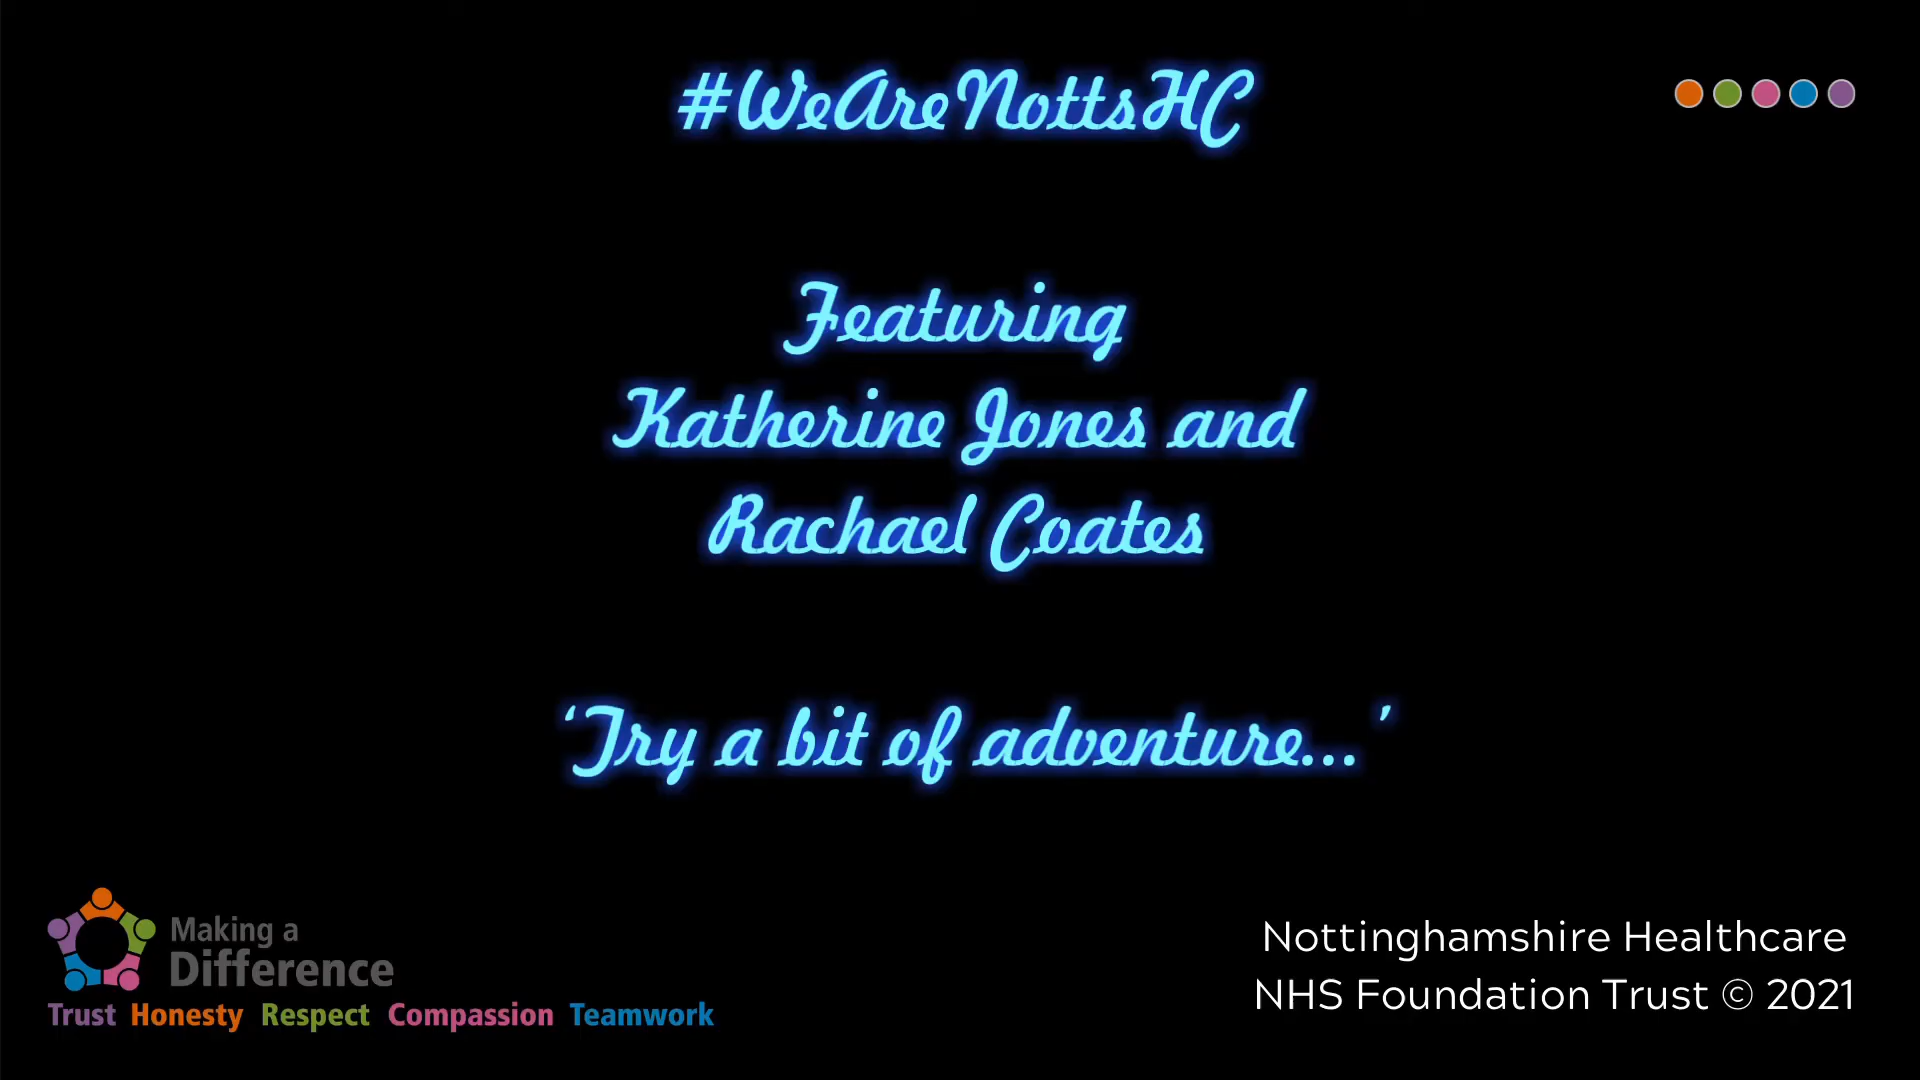 #WeAreNottsHC
Featuring
Katherine Jones and
Rachael Coates
‘Try a bit of adventure...’
Making a
Difference
Trust Honesty Respect Compassion Teamwork
Nottinghamshire Healthcare
NHS Foundation Trust © 2021